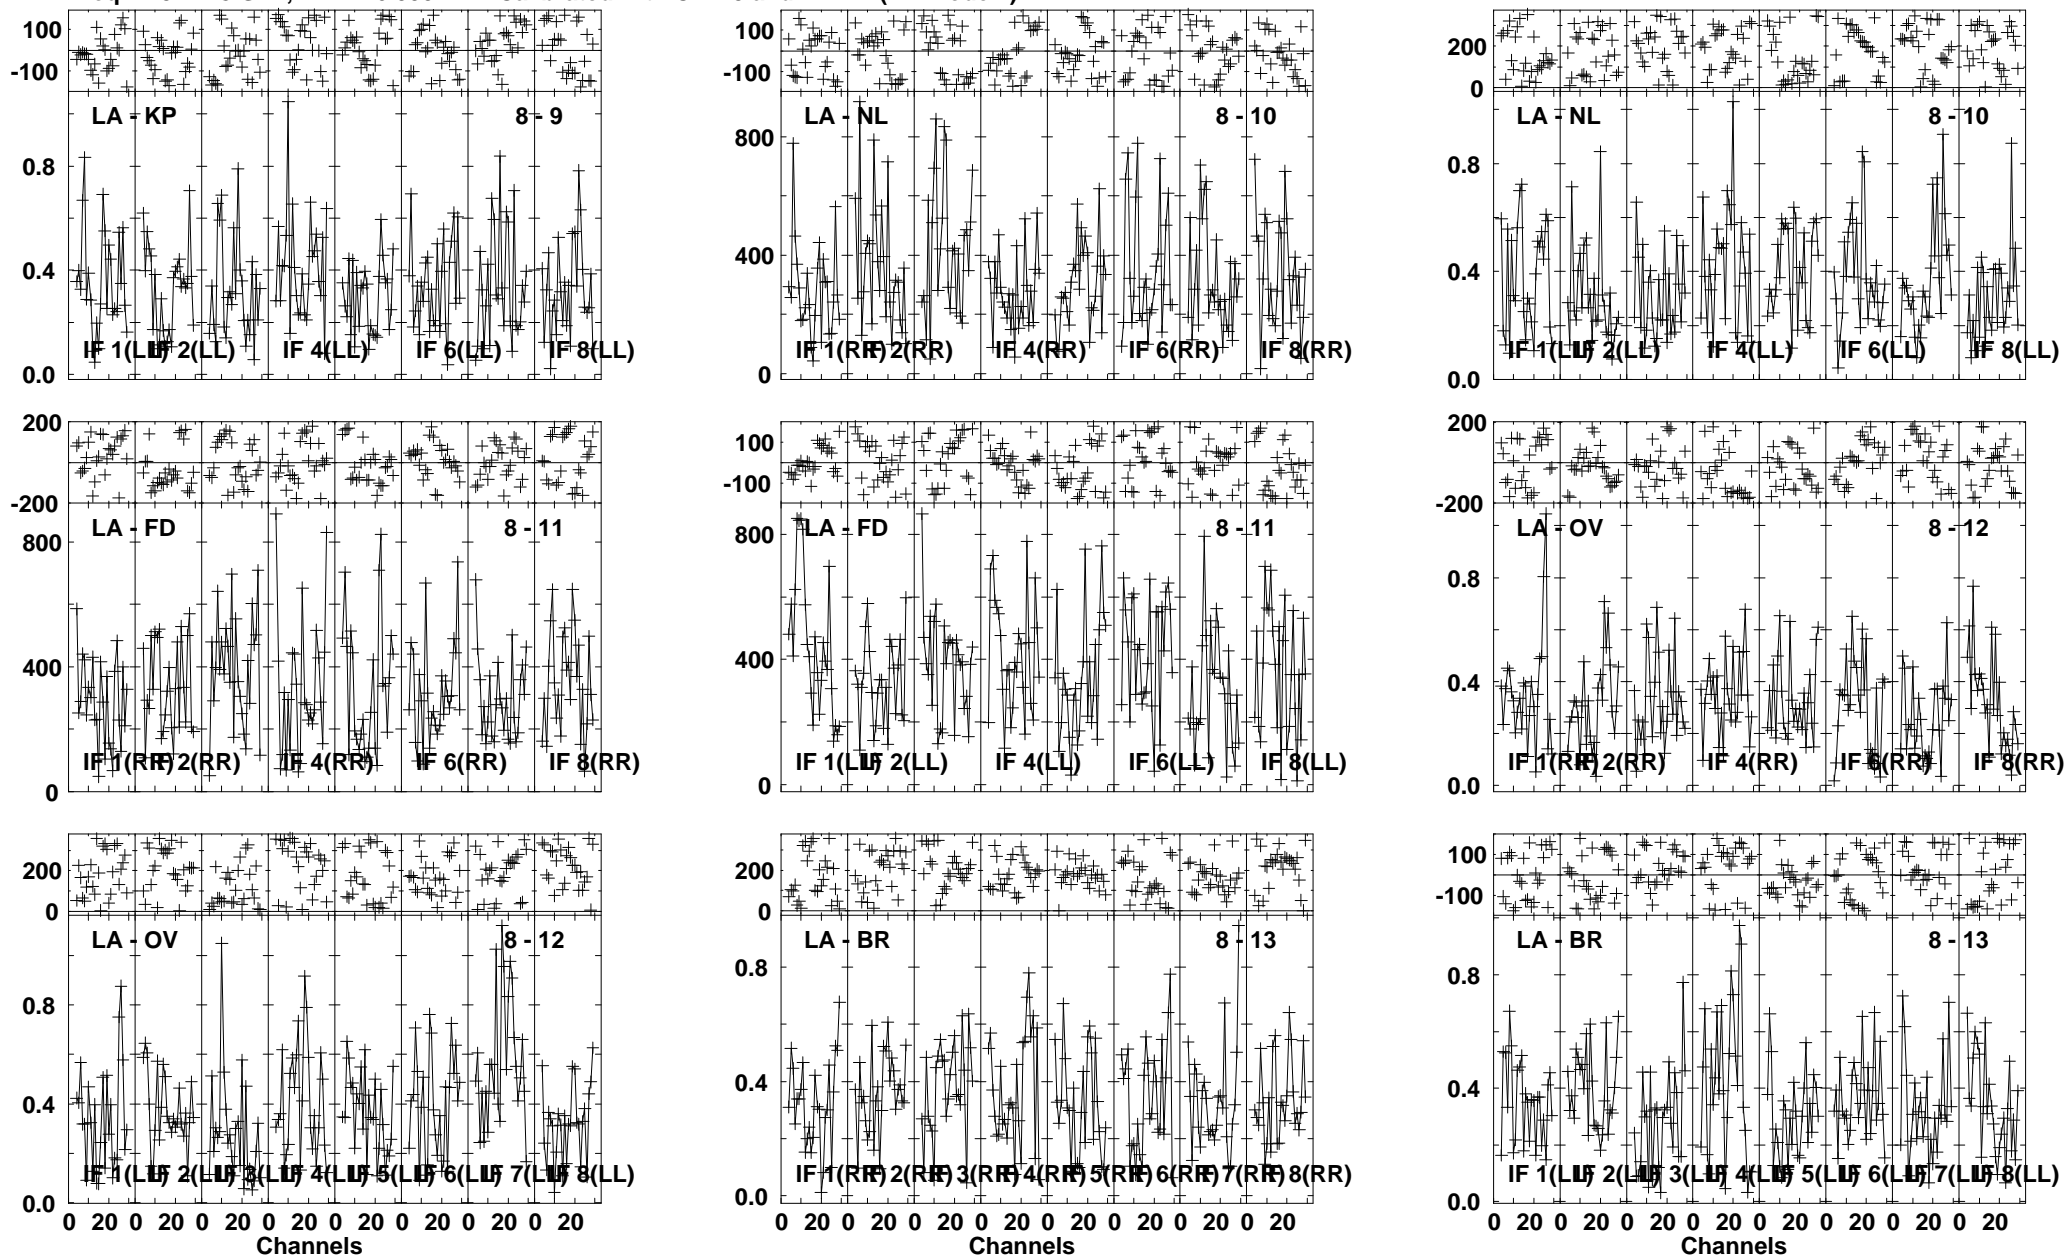 100
-100
LA - KP 8 - 9
0.8
0.4
0.0
IF 1(LL) IF 2(LL) IF 4(LL) IF 6(LL) IF 8(LL)
100
-100
LA - NL 8 - 10
800
400
0
IF 1(RR) IF 2(RR) IF 4(RR) IF 6(RR) IF 8(RR)
200
0
LA - NL 8 - 10
0.8
0.4
0.0
IF 1(LL) IF 2(LL) IF 4(LL) IF 6(LL) IF 8(LL)
200
-200
LA - FD 8 - 11
800
400
0
IF 1(RR) IF 2(RR) IF 4(RR) IF 6(RR) IF 8(RR)
100
-100
LA - FD 8 - 11
800
400
0
IF 1(LL) IF 2(LL) IF 4(LL) IF 6(LL) IF 8(LL)
200
-200
LA - OV 8 - 12
0.8
0.4
0.0
IF 1(RR) IF 2(RR) IF 4(RR) IF 6(RR) IF 8(RR)
200
0
LA - OV 8 - 12
0.8
0.4
0.0
IF 1(LL) IF 2(LL) IF 3(LL) IF 4(LL) IF 5(LL) IF 6(LL) IF 7(LL) IF 8(LL)
0 20 0 20 0 20 0 20 0 20 0 20 0 20 0 20
Channels
200
0
LA - BR 8 - 13
0.8
0.4
0.0
IF 1(RR) IF 2(RR) IF 3(RR) IF 4(RR) IF 5(RR) IF 6(RR) IF 7(RR) IF 8(RR)
0 20 0 20 0 20 0 20 0 20 0 20 0 20 0 20
Channels
100
-100
LA - BR 8 - 13
0.8
0.4
0.0
IF 1(LL) IF 2(LL) IF 3(LL) IF 4(LL) IF 5(LL) IF 6(LL) IF 7(LL) IF 8(LL)
0 20 0 20 0 20 0 20 0 20 0 20 0 20 0 20
Channels